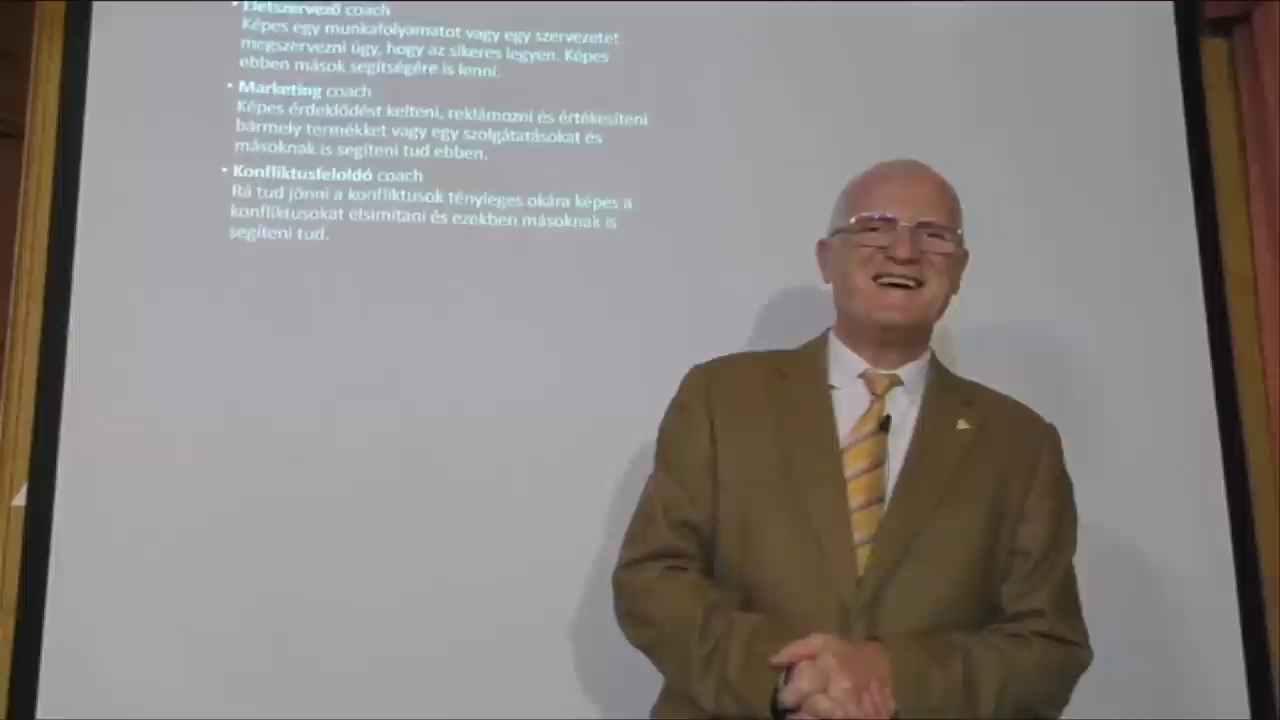 • Életszervező coach
Képes egy munkafolyamatot vagy egy szervezetet
megszervezni úgy, hogy az sikeres legyen. Képes
ebben mások segítségére is lenni.
• Marketing coach
Képes érdeklődést kelteni, reklámozni és értékesíteni
bármely termékket vagy egy szolgátatásokat és
másoknak is segíteni tud ebben.
• Konfliktusfeloldó coach
Rá tud jönni a konfliktusok tényleges okára képes a
konfliktusokat elsimítani és ezekben másoknak is
segíteni tud.